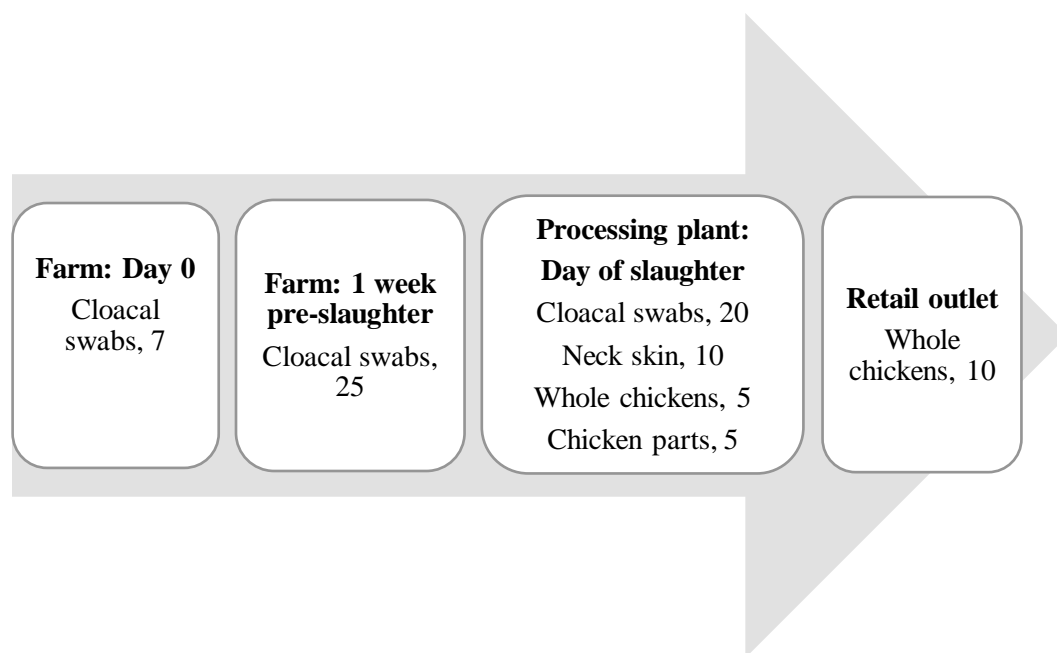 Farm: Day 0
Cloacal
swabs, 7
Farm: 1 week
pre-slaughter
Cloacal swabs,
25
Processing plant:
Day of slaughter
Cloacal swabs, 20
Neck skin, 10
Whole chickens, 5
Chicken parts, 5
Retail outlet
Whole
chickens, 10